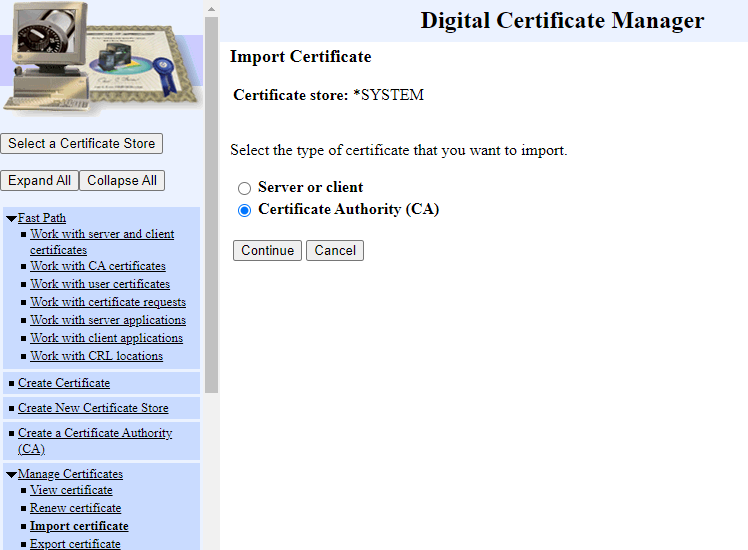 Digital Certificate Manager
Select a Certificate Store
Expand All Collapse All
Fast Path
Work with server and client
certificates
Work with CA certificates
Work with user certificates
Work with certificate requests
Work with server applications
Work with client applications
Work with CRL locations
Create Certificate
Create New Certificate Store
Create a Certificate Authority
(CA)
Manage Certificates
View certificate
Renew certificate
Import certificate
Export certificate
Import Certificate
Certificate store: *SYSTEM
Select the type of certificate that you want to import.
Server or client
Certificate Authority (CA)
Continue Cancel